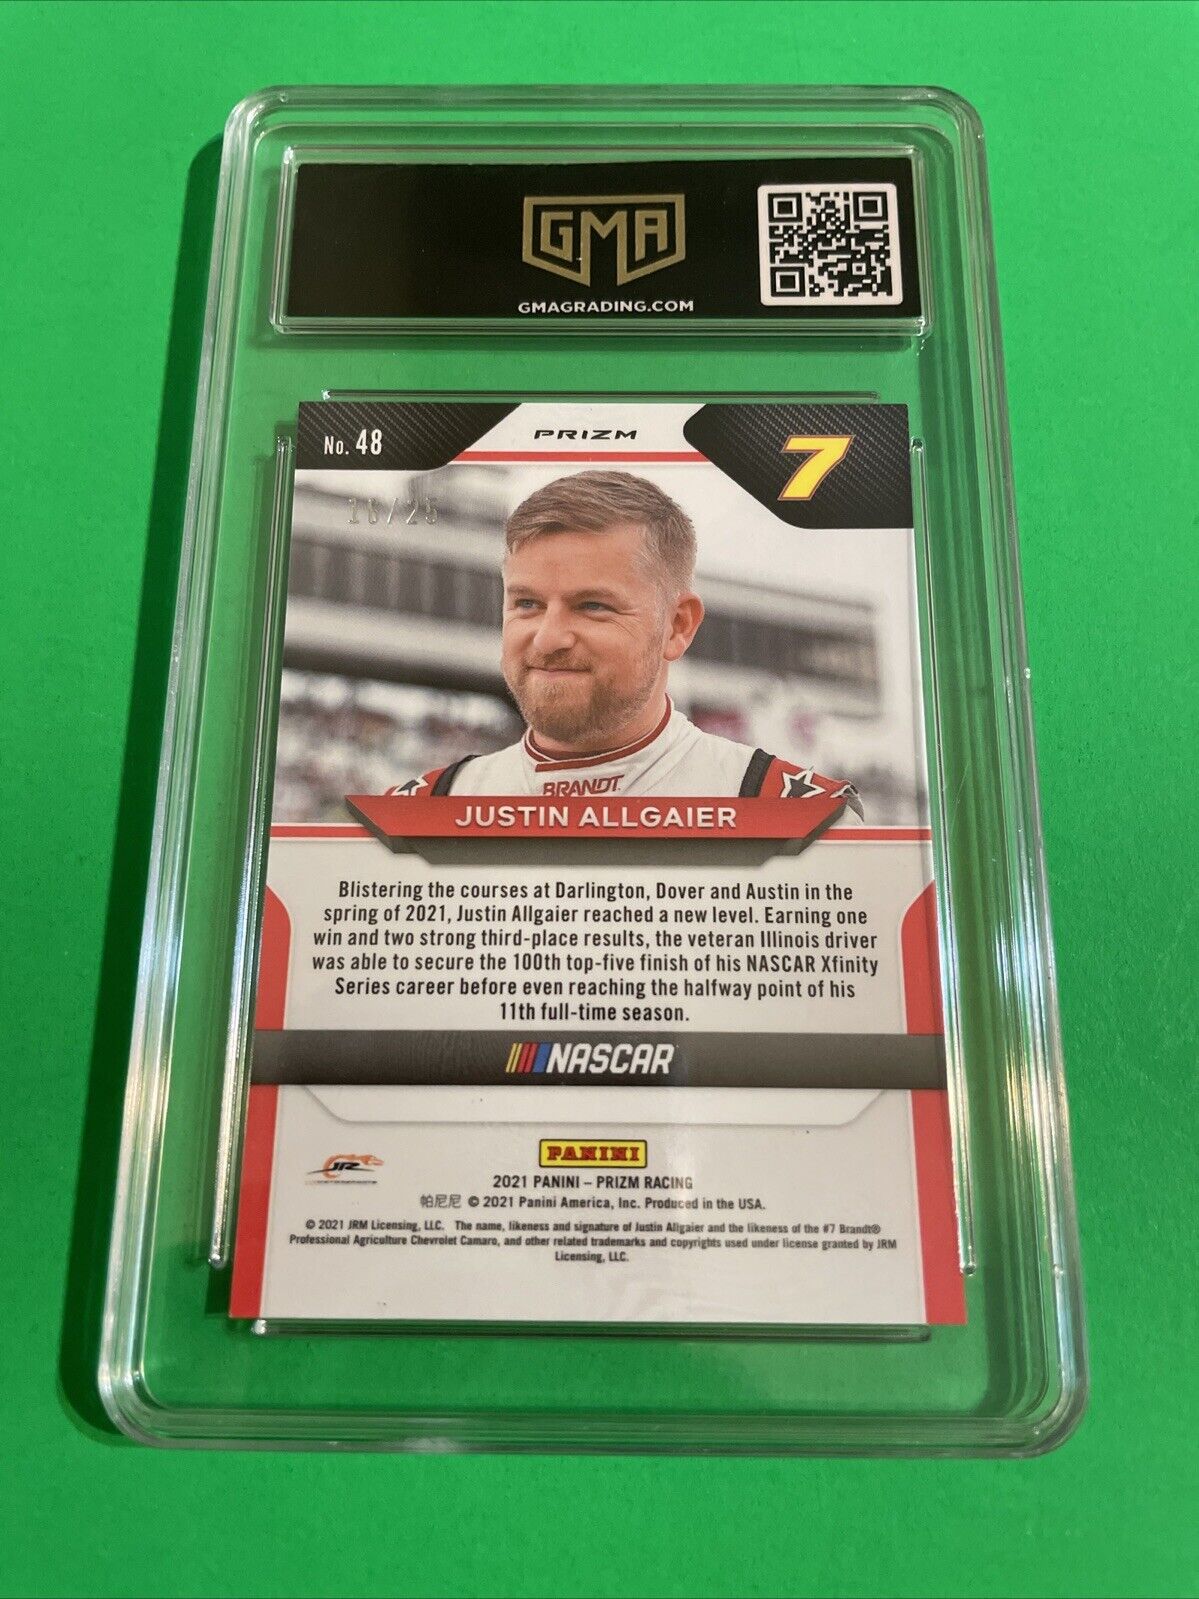 GMA
GMAGRADING.COM
No. 48
PRIZM
7
BRANDT
JUSTIN ALLGAIER
Blistering the courses at Darlington, Dover and Austin in the
spring of 2021, Justin Allgaier reached a new level. Earning one
win and two strong third-place results, the veteran Illinois driver
was able to secure the 100th top-five finish of his NASCAR Xfinity
Series career before even reaching the halfway point of his
11th full-time season.
NASCAR
JR
PANINI
2021 PANINI – PRIZM RACING
帕尼尼 © 2021 Panini America, Inc. Produced in the USA.
© 2021 JRM Licensing, LLC. The name, likeness and signature of Justin Allgaier and the likeness of the #7 Brandt®
Professional Agriculture Chevrolet Camaro, and other related trademarks and copyrights used under license granted by JRM
Licensing, LLC.